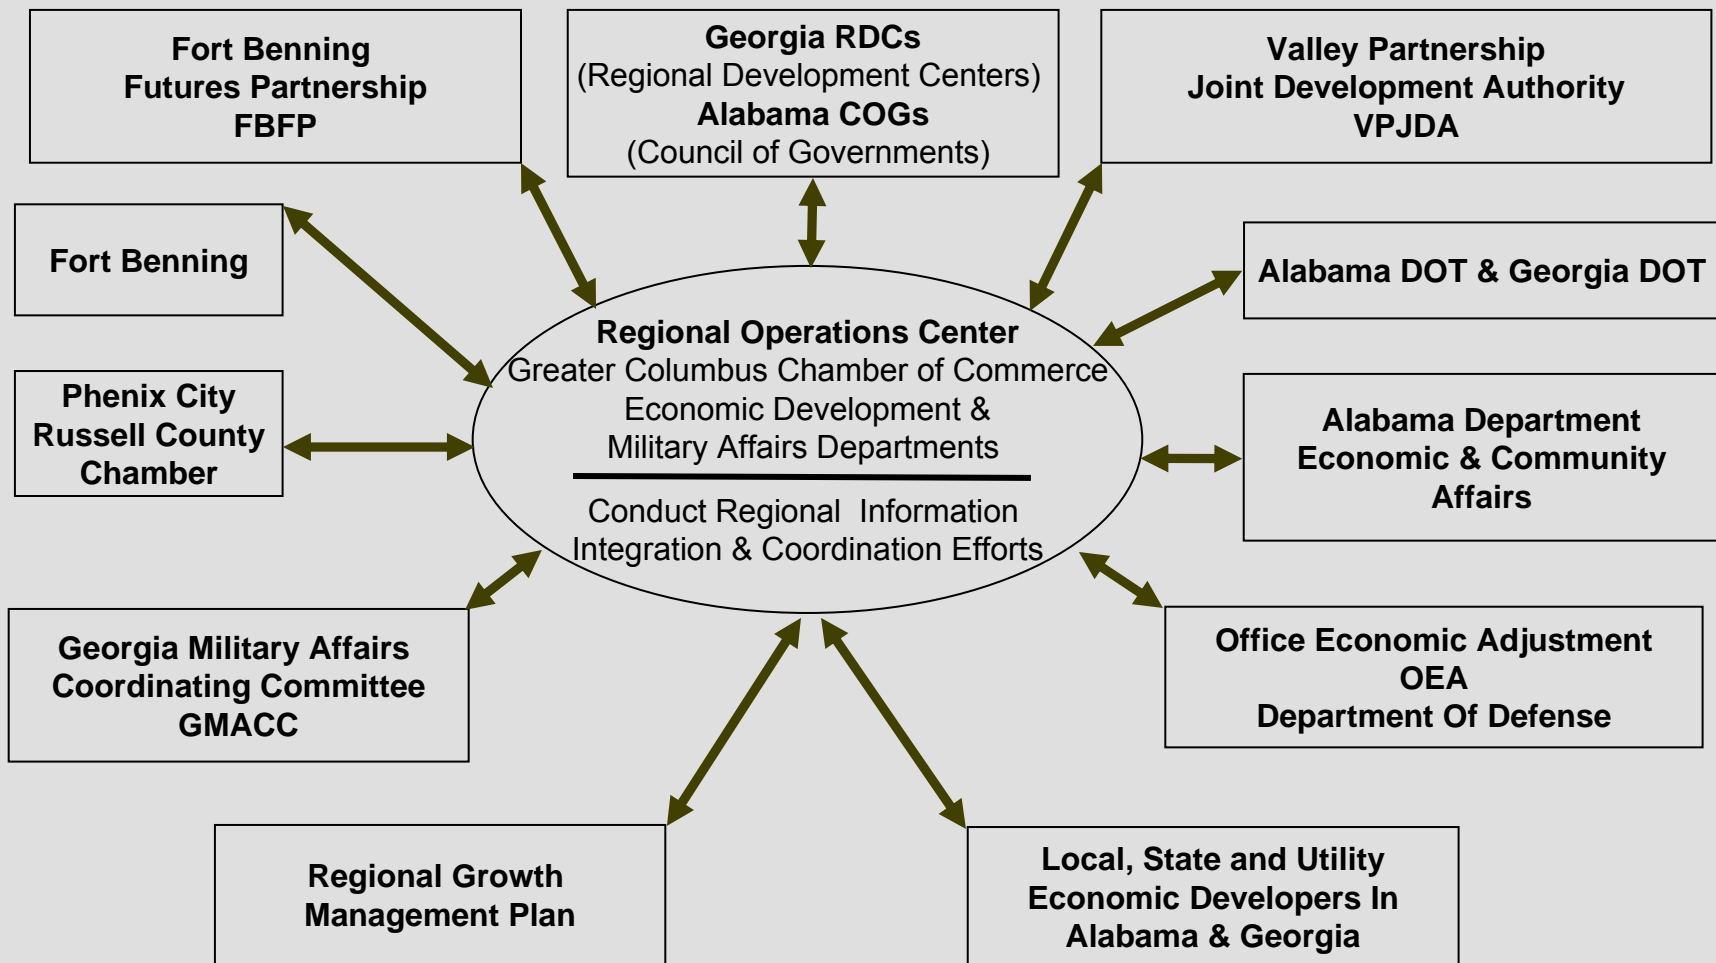 Fort Benning
Futures Partnership
FBFP
Georgia RDCs
(Regional Development Centers)
Alabama COGs
(Council of Governments)
Valley Partnership
Joint Development Authority
VPJDA
Fort Benning
Alabama DOT & Georgia DOT
Regional Operations Center
Greater Columbus Chamber of Commerce
Economic Development &
Military Affairs Departments
Conduct Regional Information
Integration & Coordination Efforts
Phenix City
Russell County
Chamber
Alabama Department
Economic & Community
Affairs
Georgia Military Affairs
Coordinating Committee
GMACC
Office Economic Adjustment
OEA
Department Of Defense
Regional Growth
Management Plan
Local, State and Utility
Economic Developers In
Alabama & Georgia